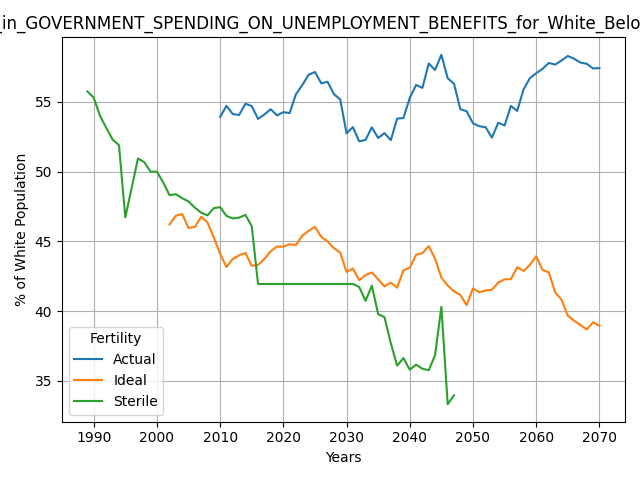 _in_GOVERNMENT_SPENDING_ON_UNEMPLOYMENT_BENEFITS_for_White_Belo
% of White Population
55
50
45
40
35
Fertility
Actual
Ideal
Sterile
1990 2000 2010 2020 2030 2040 2050 2060 2070
Years